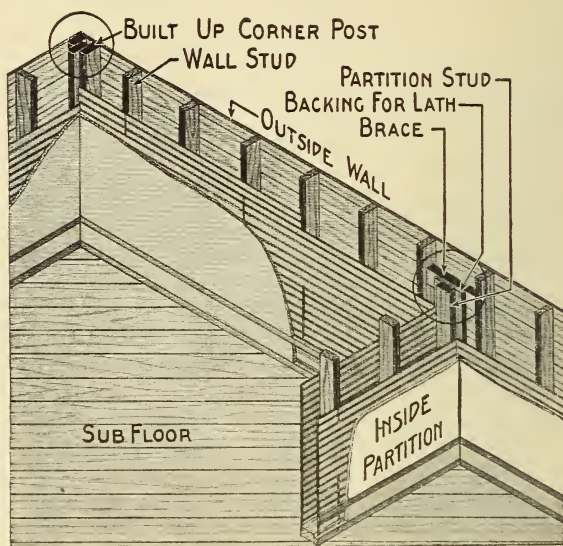 BUILT UP CORNER POST
WALL STUD
PARTITION STUD
BACKING FOR LATH
BRACE
OUTSIDE WALL
SUB FLOOR
INSIDE
PARTITION